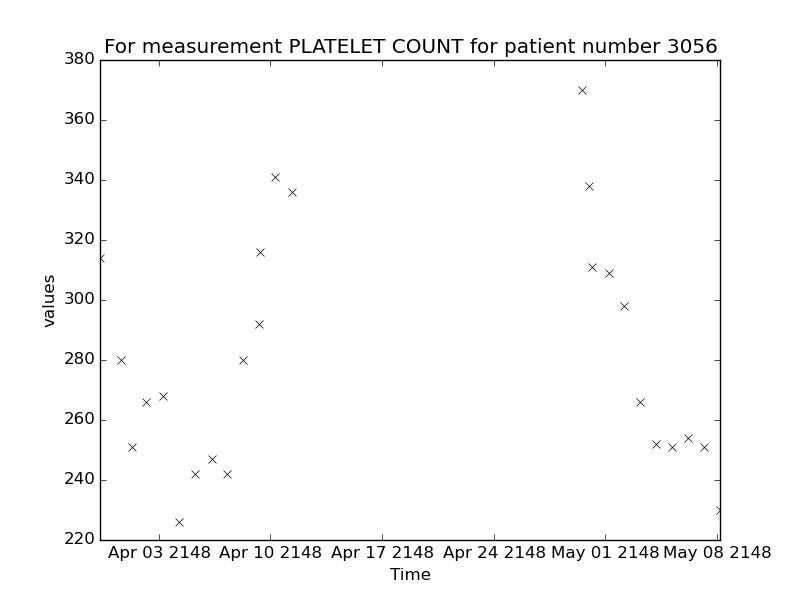 For measurement PLATELET COUNT for patient number 3056
380
360
340
320
300
280
260
240
220
values
Apr 03 2148 Apr 10 2148 Apr 17 2148 Apr 24 2148 May 01 2148 May 08 2148
Time